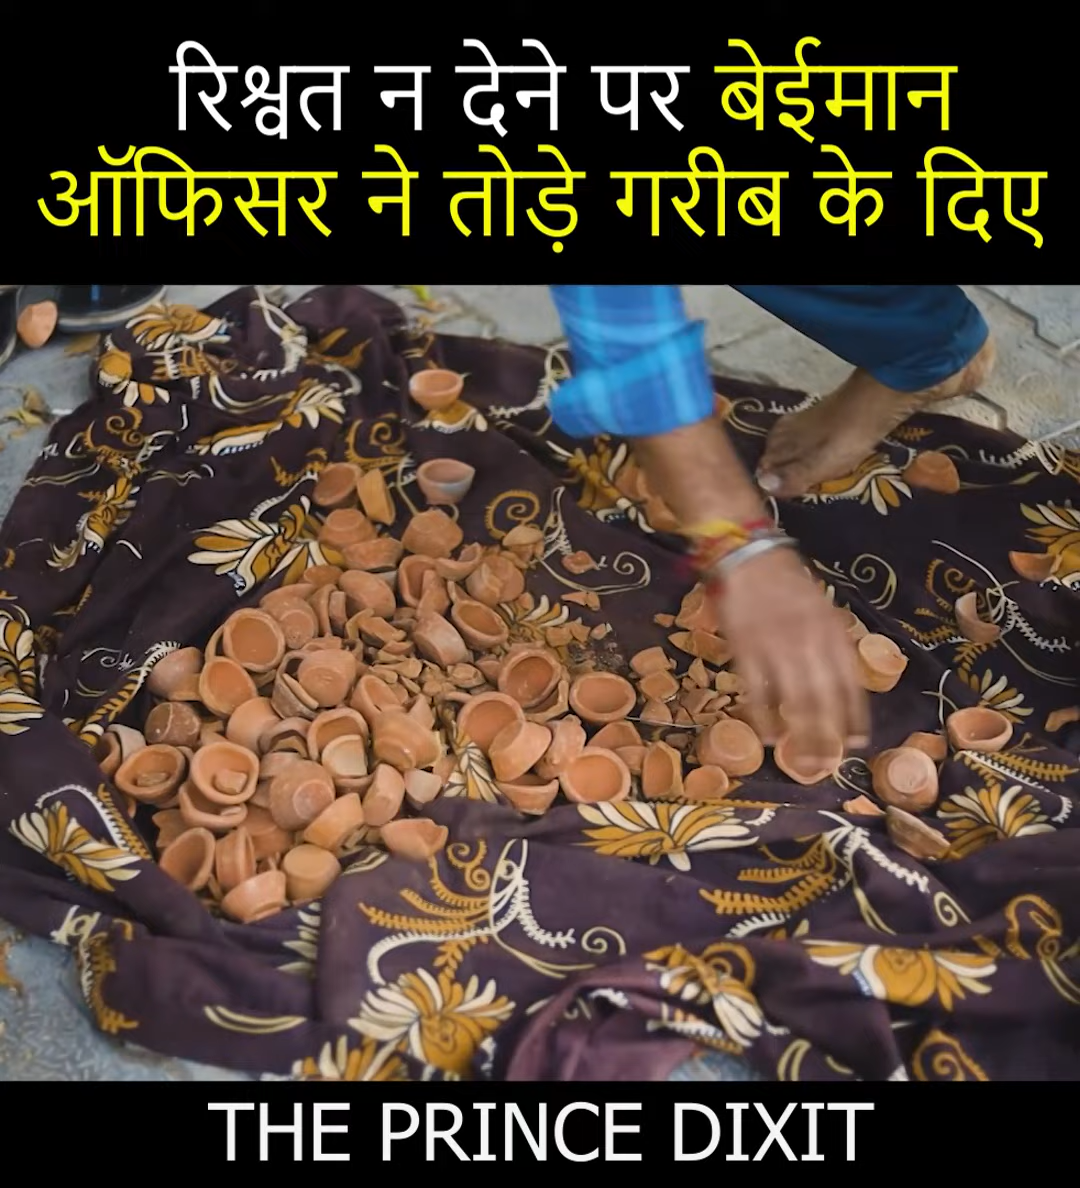 रिश्वत न देने पर बेईमान
ऑफिसर ने तोड़े गरीब के दिए
THE PRINCE DIXIT